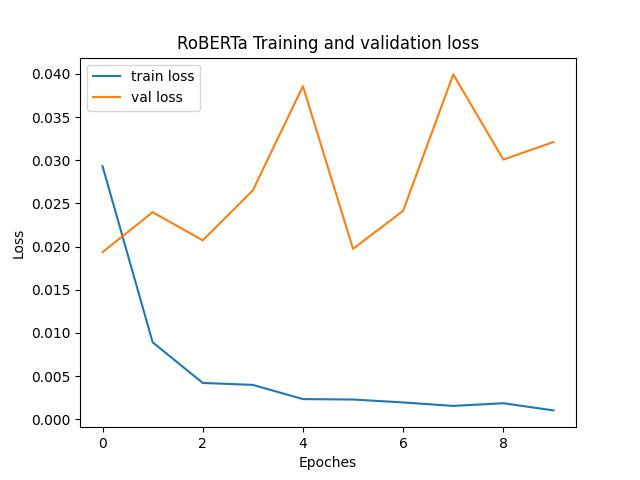 RoBERTa Training and validation loss
train loss
val loss
0.040
0.035
0.030
0.025
0.020
0.015
0.010
0.005
0.000
Loss
0 2 4 6 8
Epoches